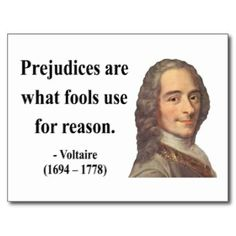 Prejudices are
what fools use
for reason.
- Voltaire
(1694 – 1778)